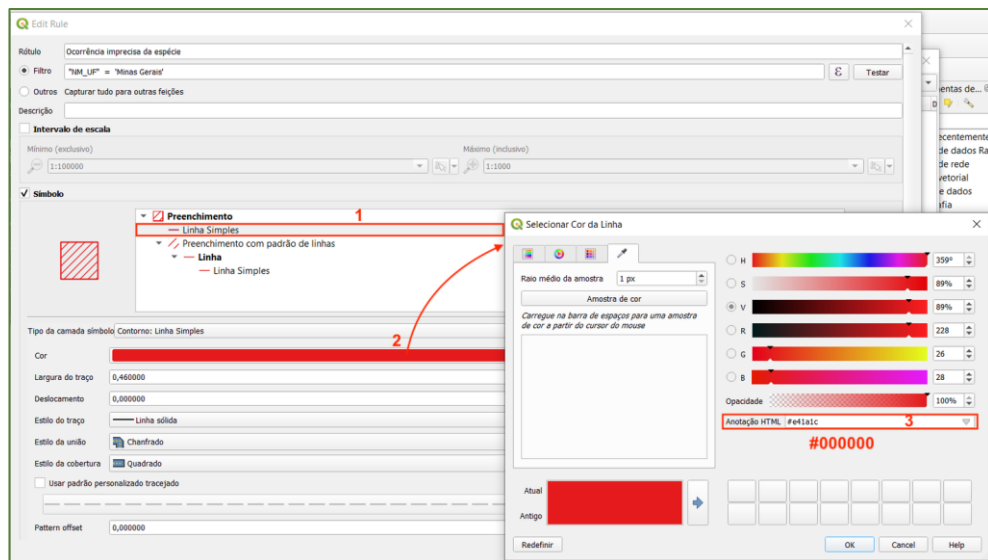 Edit Rule
Rótulo Ocorrência imprecisa da espécie
Filtro "NM_UF" = 'Minas Gerais' ε Testar
Outros Capturar tudo para outras feições
Descrição
Intervalo de escala
Mínimo (exclusivo) Máximo (inclusivo)
1:100000 1:1000
Símbolo
Preenchimento 1
Linha Simples
Preenchimento com padrão de linhas
Linha
Linha Simples
Tipo da camada símbolo Contorno: Linha Simples
2
Cor
Largura do traço 0,460000
Deslocamento 0,000000
Estilo do traço Linha sólida
Estilo da união Chanfrado
Estilo da cobertura Quadrado
Usar padrão personalizado tracejado
Pattern offset 0,000000
Selecionar Cor da Linha
Raio médio da amostra 1 px
Amostra de cor
Carregue na barra de espaços para uma amostra
de cor a partir do cursor do mouse
H 359°
S 89%
V 89%
R 228
G 26
B 28
Opacidade 100%
Anotação HTML #e41a1c 3
#000000
Atual
Antigo
Redefinir OK Cancel Help
entas de...
ecentemente
de dados Ra
de rede
vetorial
e dados
afia